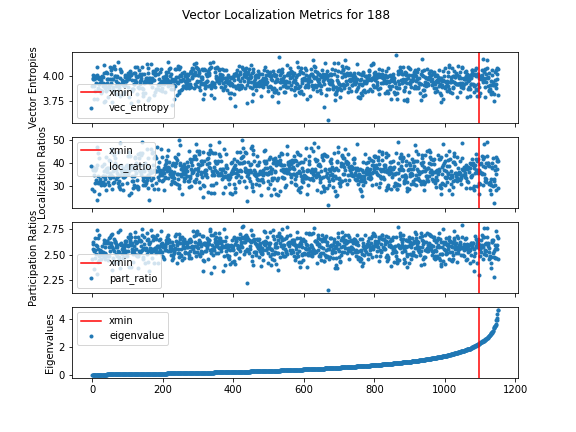 Vector Localization Metrics for 188
Vector Entropies
4.00
3.75
xmin
vec_entropy
Localization Ratios
50
40
30
xmin
loc_ratio
Participation Ratios
2.75
2.50
2.25
xmin
part_ratio
Eigenvalues
4
2
0
xmin
eigenvalue
0 200 400 600 800 1000 1200